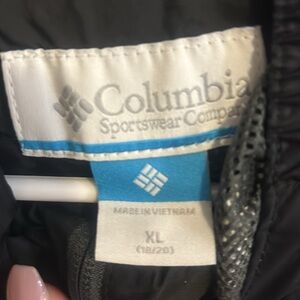 Columbia
Sportswear Company
MADE IN VIETNAM
XL
(18/20)